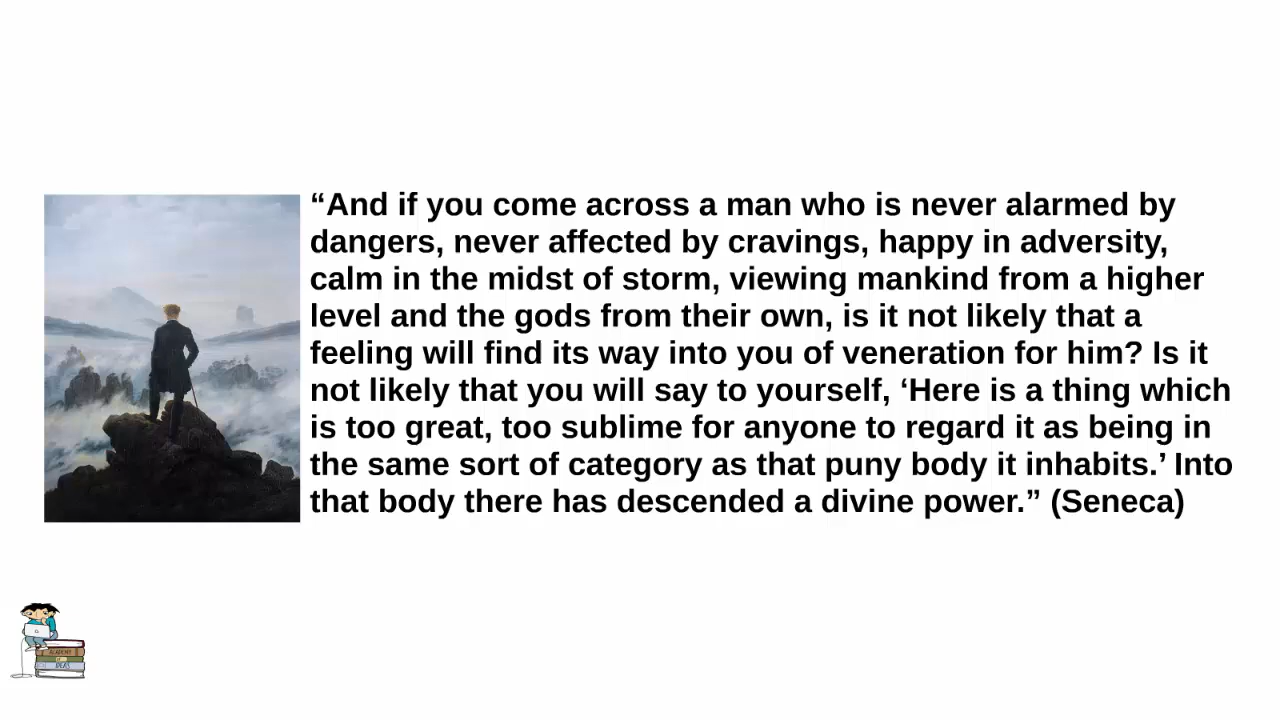 “And if you come across a man who is never alarmed by
dangers, never affected by cravings, happy in adversity,
calm in the midst of storm, viewing mankind from a higher
level and the gods from their own, is it not likely that a
feeling will find its way into you of veneration for him? Is it
not likely that you will say to yourself, ‘Here is a thing which
is too great, too sublime for anyone to regard it as being in
the same sort of category as that puny body it inhabits.’ Into
that body there has descended a divine power.” (Seneca)
ACADEMY
OF
IDEAS